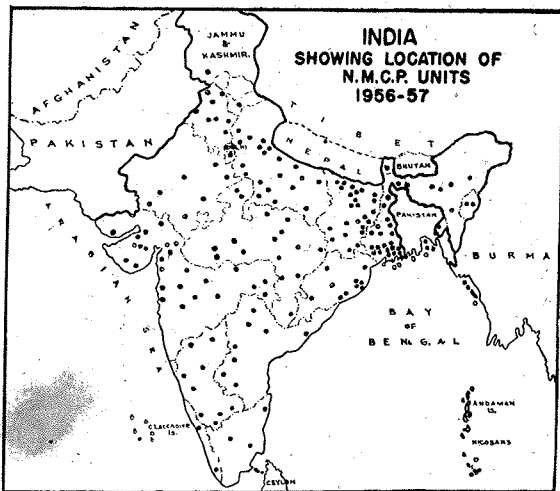 INDIA
SHOWING LOCATION OF
N.M.C.P. UNITS
1956-57
JAMMU
&
KASHMIR.
AFGHANISTAN
PAKISTAN
TIBET
NEPAL
BHUTAN
PAKISTAN
BURMA
ARABIAN SEA
BAY
OF
BENGAL
LACCADIVE
IS.
ANDAMAN
IS.
NICOBARS
CEYLON